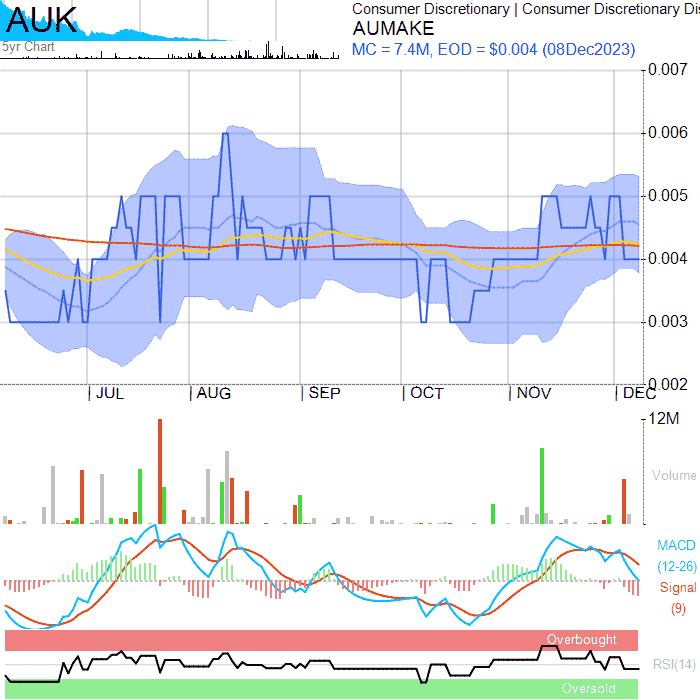 AUK
Consumer Discretionary | Consumer Discretionary Dis
AUMAKE
5yr Chart
MC = 7.4M, EOD = $0.004 (08Dec2023)
0.007
0.006
0.005
0.004
0.003
0.002
JUL AUG SEP OCT NOV DEC
12M
Volume
MACD
(12-26)
Signal
(9)
Overbought
RSI(14)
Oversold